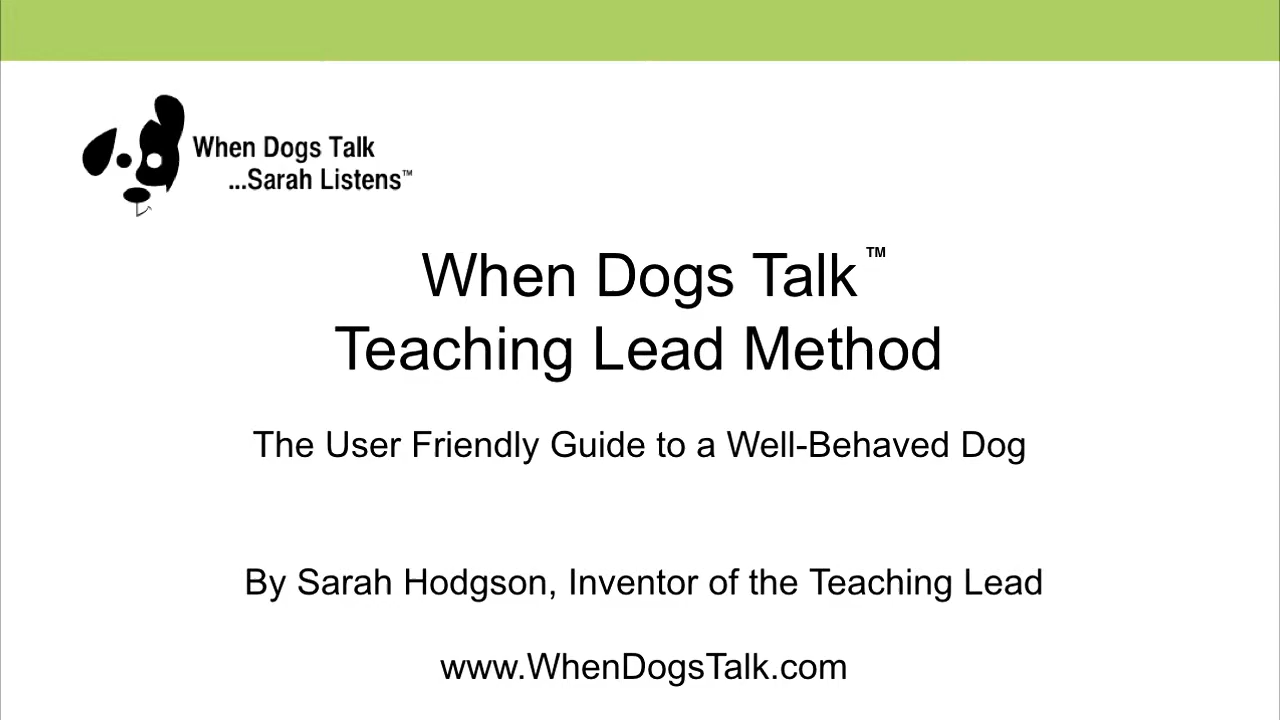 When Dogs Talk
...Sarah Listens™
When Dogs Talk™
Teaching Lead Method
The User Friendly Guide to a Well-Behaved Dog
By Sarah Hodgson, Inventor of the Teaching Lead
www.WhenDogsTalk.com